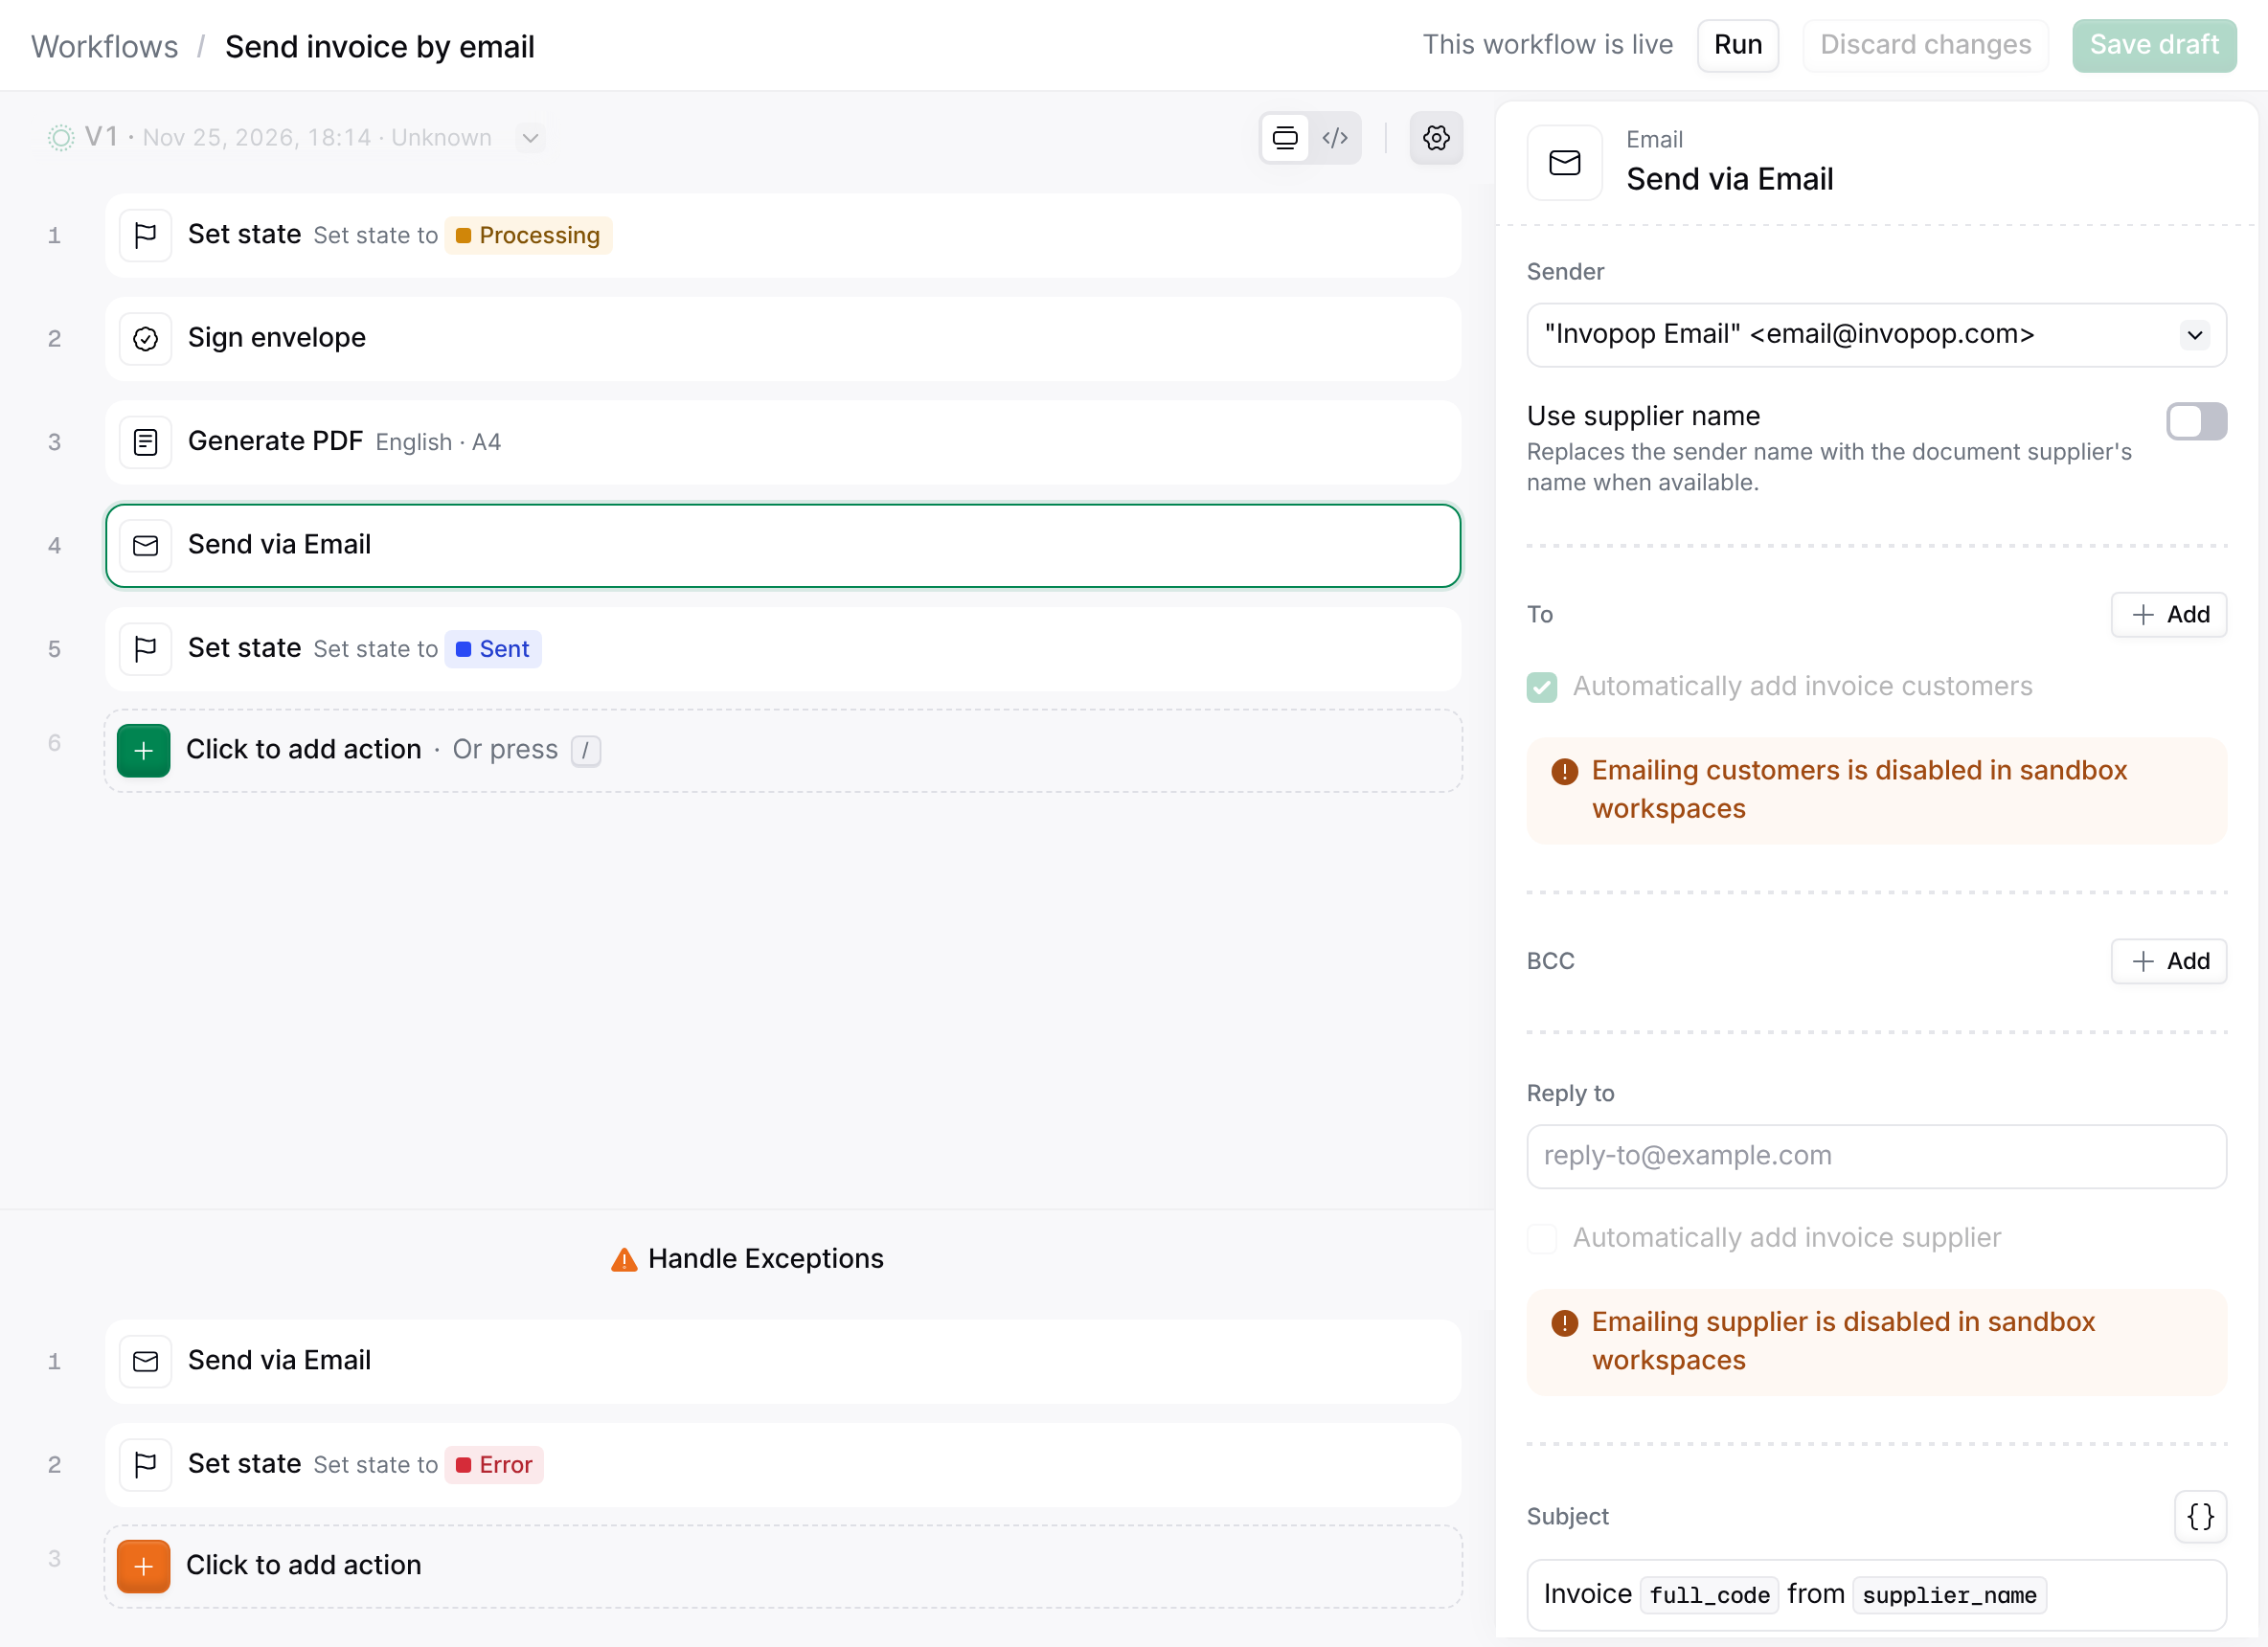 Workflows / Send invoice by email
This workflow is live
Run
Discard changes
Save draft
V1 · Nov 25, 2026, 18:14 · Unknown
</>
1 Set state Set state to Processing
2 Sign envelope
3 Generate PDF English · A4
4 Send via Email
5 Set state Set state to Sent
6 Click to add action · Or press /
Handle Exceptions
1 Send via Email
2 Set state Set state to Error
3 Click to add action
Email
Send via Email
Sender
"Invopop Email" <email@invopop.com>
Use supplier name
Replaces the sender name with the document supplier's
name when available.
To
Add
Automatically add invoice customers
Emailing customers is disabled in sandbox
workspaces
BCC
Add
Reply to
reply-to@example.com
Automatically add invoice supplier
Emailing supplier is disabled in sandbox
workspaces
Subject
{}
Invoice full_code from supplier_name